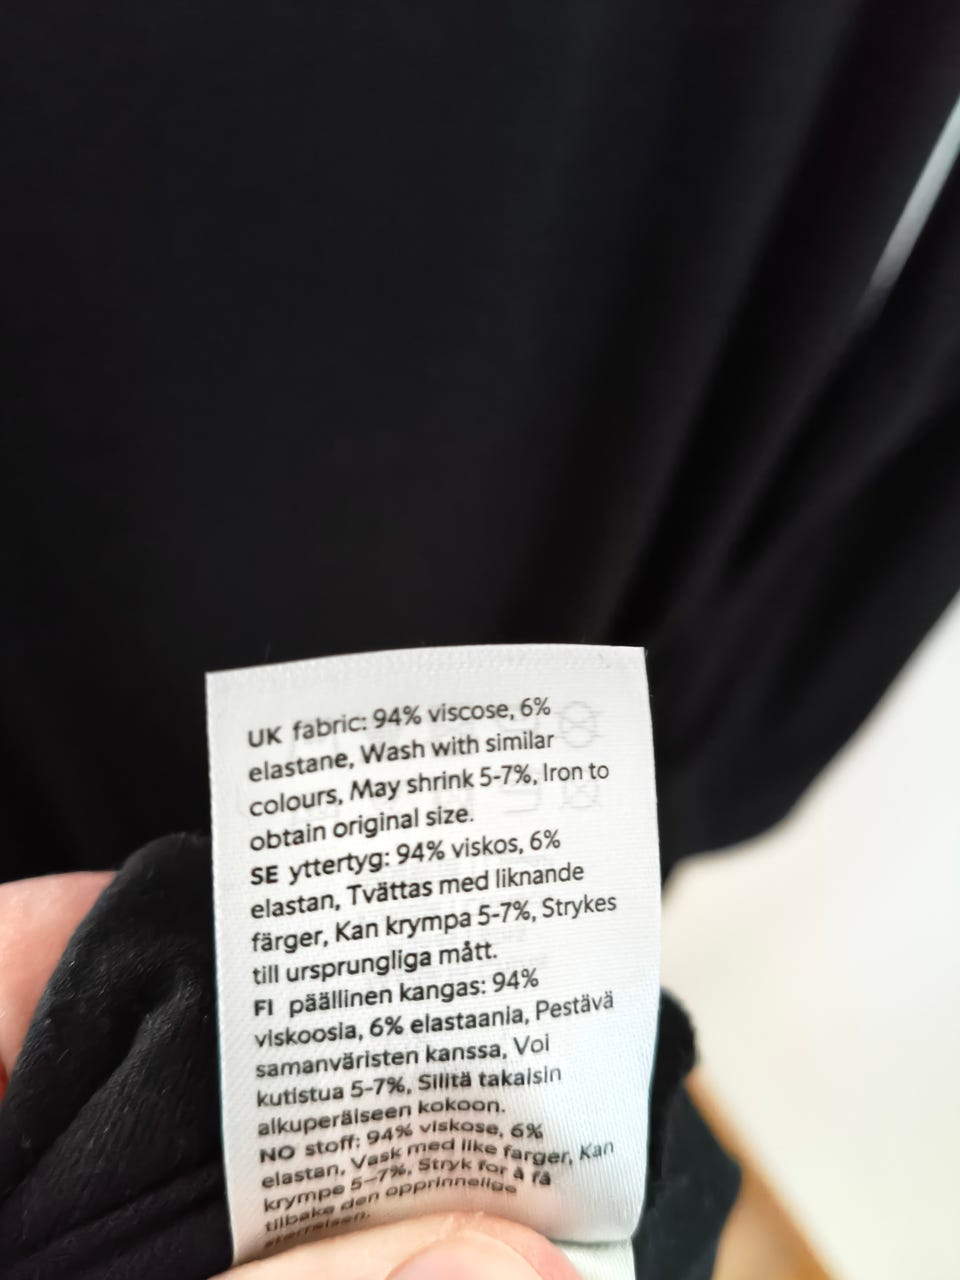 UK fabric: 94% viscose, 6%
elastane, Wash with similar
colours, May shrink 5-7%, Iron to
obtain original size.
SE yttertyg: 94% viskos, 6%
elastan, Tvättas med liknande
färger, Kan krympa 5-7%, Strykes
till ursprungliga mått.
FI päällinen kangas: 94%
viskoosia, 6% elastaania, Pestävä
samanväristen kanssa, Voi
kutistua 5-7%, Silitä takaisin
alkuperäiseen kokoon.
NO stoff: 94% viskose, 6%
elastan, Vask med like farger, Kan
krympe 5-7%, Stryk for å få
tilbake den opprinnelige
størrelsen.